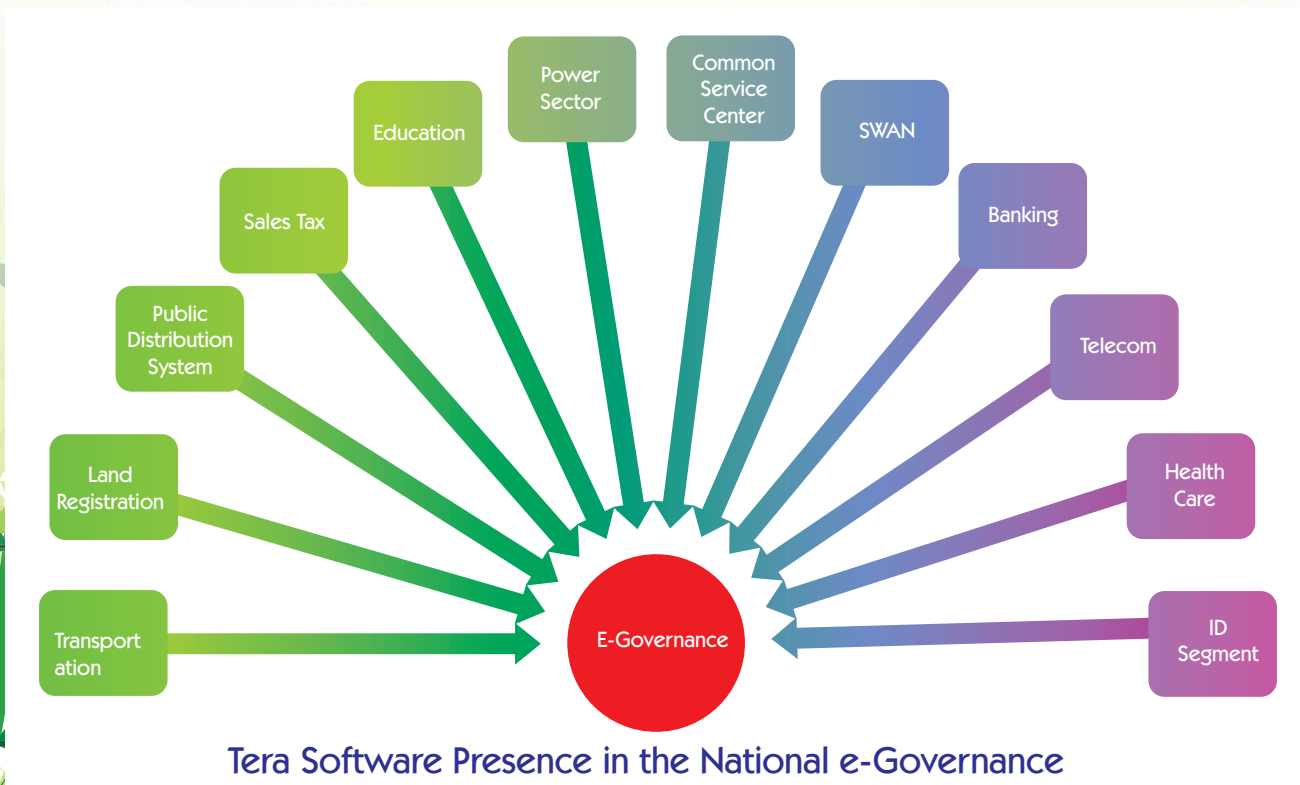 Power
Sector
Common
Service
Center
Education
SWAN
Sales Tax
Banking
Public
Distribution
System
Telecom
Land
Registration
Health
Care
Transport
ation
E-Governance
ID
Segment
Tera Software Presence in the National e-Governance